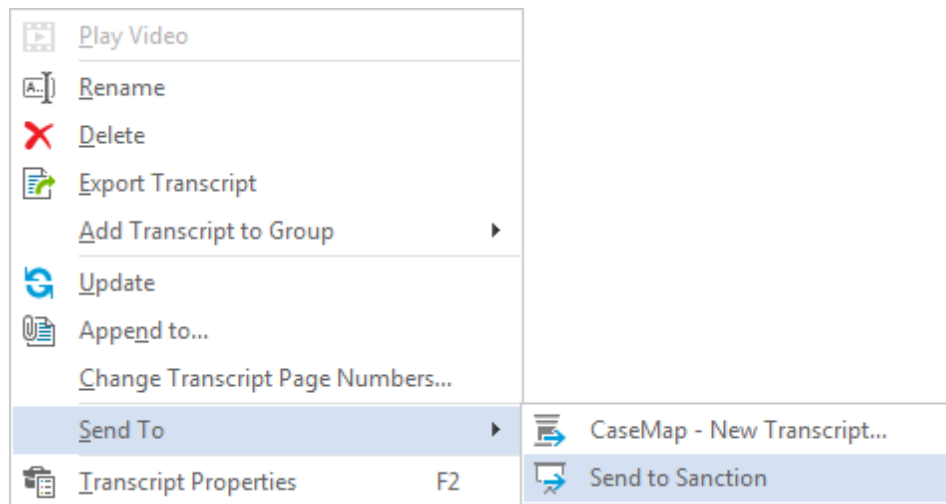 Play Video
Rename
Delete
Export Transcript
Add Transcript to Group
Update
Append to...
Change Transcript Page Numbers...
Send To
CaseMap - New Transcript...
Send to Sanction
Transcript Properties F2